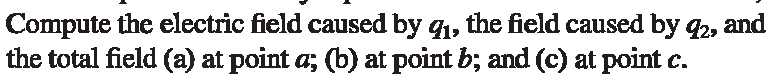 Compute the electric field caused by q₁, the field caused by q₂, and
the total field (a) at point a; (b) at point b; and (c) at point c.